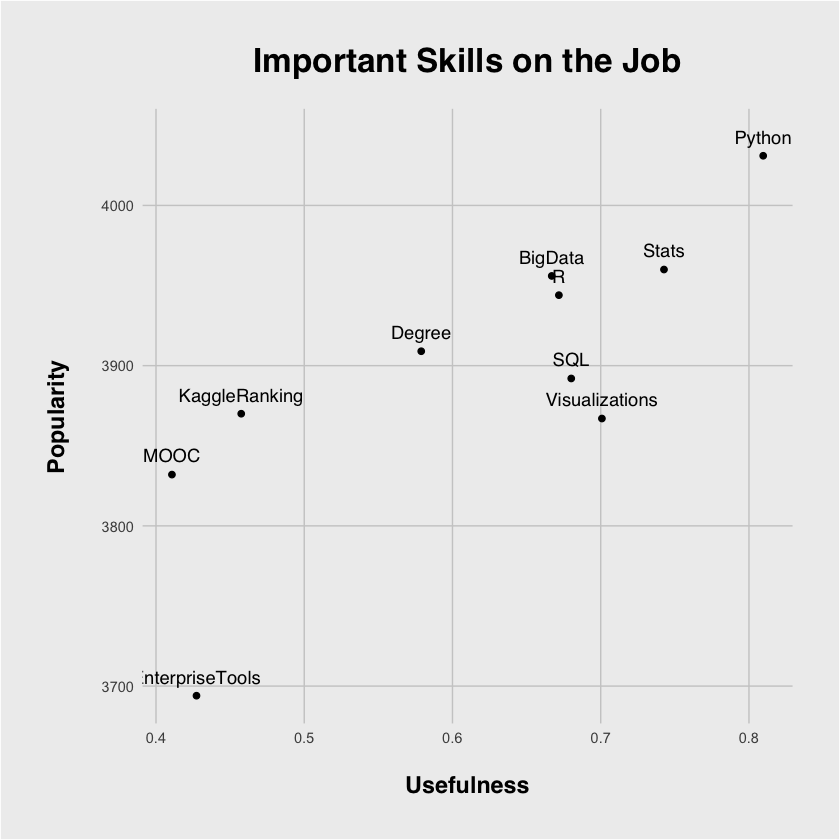 Important Skills on the Job
Python
4000
Stats
BigData
R
Degree
3900
SQL
KaggleRanking
Visualizations
Popularity
MOOC
3800
nterpriseTools
3700
0.4 0.5 0.6 0.7 0.8
Usefulness